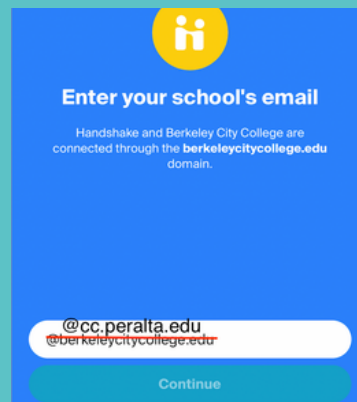 Enter your school's email
Handshake and Berkeley City College are
connected through the berkeleycitycollege.edu
domain.
@cc.peralta.edu
@berkeleycitycollege.edu
Continue